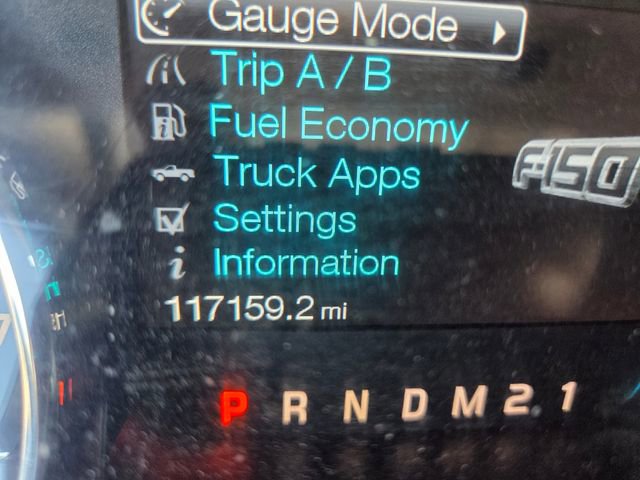 Gauge Mode
Trip A / B
Fuel Economy
F-150
Truck Apps
Settings
Information
117159.2 mi
P R N D M 2 1